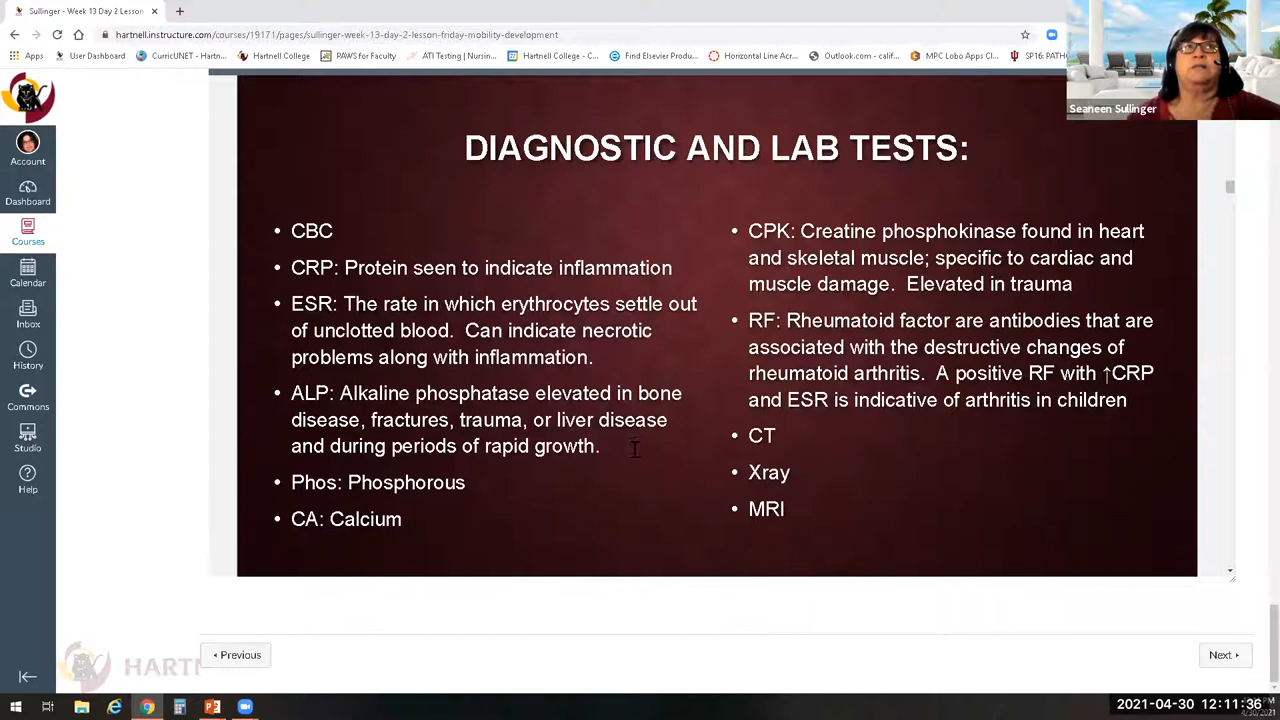 Sullinger - Week 13 Day 2 Lesson
hartnell.instructure.com/courses/19171/pages/sullinger-week-13-day-2-lesson-friday-mobility-development
Apps
User Dashboard
CurricUNET - Hartn...
Hartnell College
PAWS for Faculty
ATI Testing | Nursin...
Hartnell College - C...
Find Elsevier Produ...
Horizontal Line Acr...
Outlook.com - calif...
MPC Lobo Apps Cl...
SP16: PATH
Seaneen Sullinger
Account
Dashboard
Courses
Calendar
Inbox
History
Commons
Studio
Help
DIAGNOSTIC AND LAB TESTS:
• CBC
• CRP: Protein seen to indicate inflammation
• ESR: The rate in which erythrocytes settle out
of unclotted blood. Can indicate necrotic
problems along with inflammation.
• ALP: Alkaline phosphatase elevated in bone
disease, fractures, trauma, or liver disease
and during periods of rapid growth.
• Phos: Phosphorous
• CA: Calcium
• CPK: Creatine phosphokinase found in heart
and skeletal muscle; specific to cardiac and
muscle damage. Elevated in trauma
• RF: Rheumatoid factor are antibodies that are
associated with the destructive changes of
rheumatoid arthritis. A positive RF with ↑CRP
and ESR is indicative of arthritis in children
• CT
• Xray
• MRI
Previous
Next
HARTN
2021-04-30 12:11:36